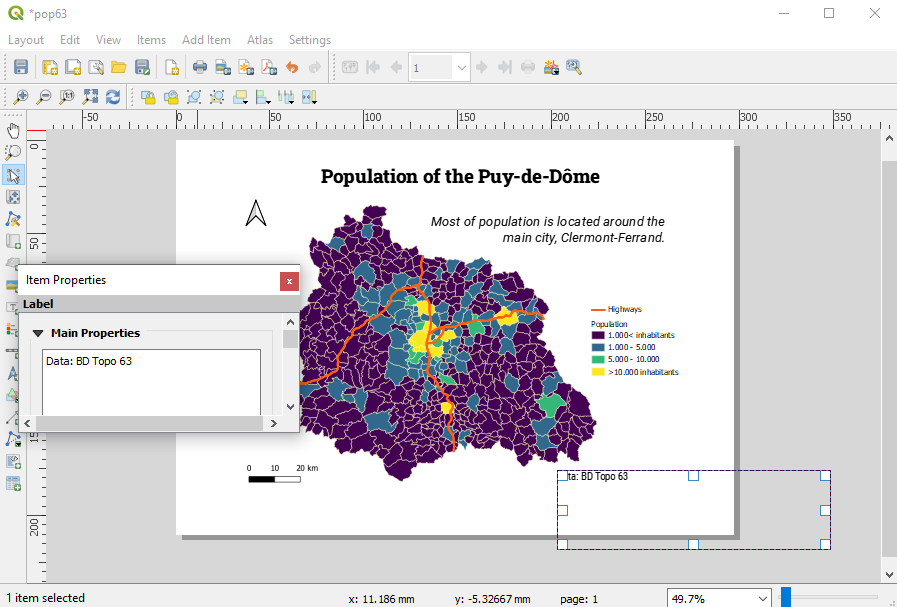 *pop63
Layout Edit View Items Add Item Atlas Settings
1
-50 0 50 100 150 200 250 300 350
0
50
200
Population of the Puy-de-Dôme
Most of population is located around the
main city, Clermont-Ferrand.
Item Properties
x
Label
Main Properties
Data: BD Topo 63
Highways
Population
1.000< inhabitants
1.000 - 5.000
5.000 - 10.000
>10.000 inhabitants
0 10 20 km
ta: BD Topo 63
1 item selected x: 11.186 mm y: -5.32667 mm page: 1 49.7%